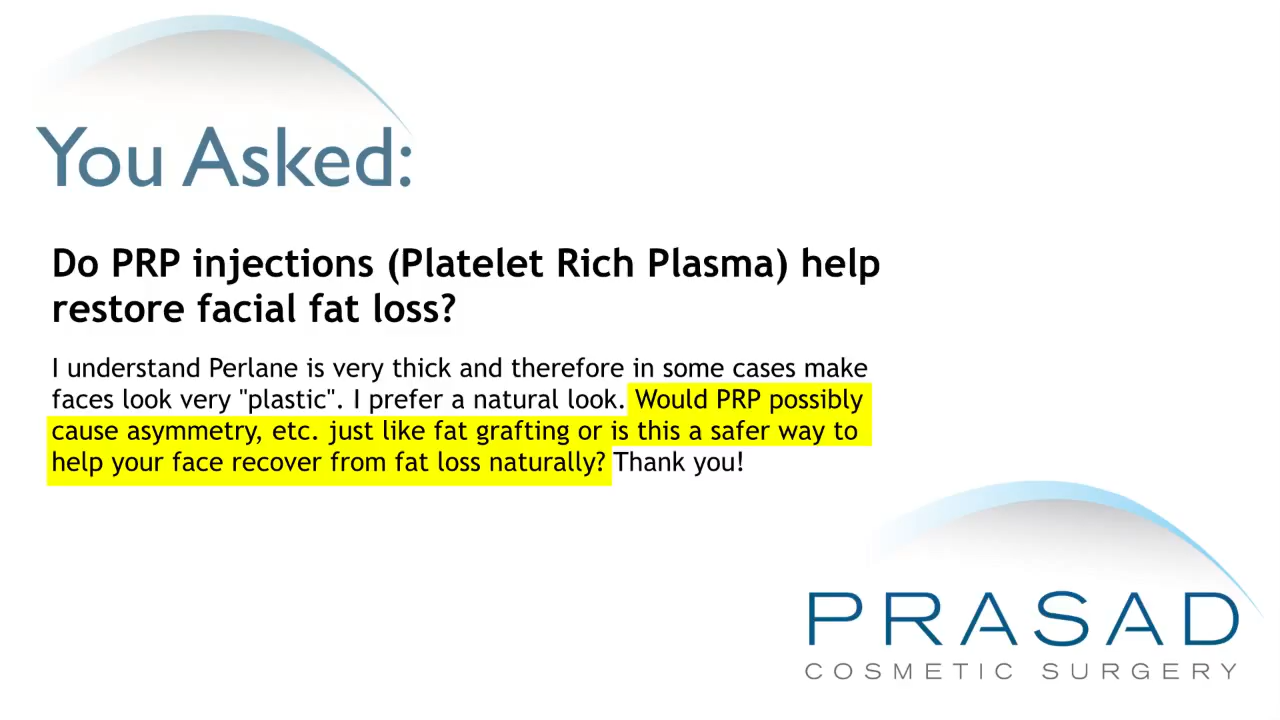 You Asked:
Do PRP injections (Platelet Rich Plasma) help
restore facial fat loss?
I understand Perlane is very thick and therefore in some cases make
faces look very "plastic". I prefer a natural look. Would PRP possibly
cause asymmetry, etc. just like fat grafting or is this a safer way to
help your face recover from fat loss naturally? Thank you!
PRASAD
COSMETIC SURGERY